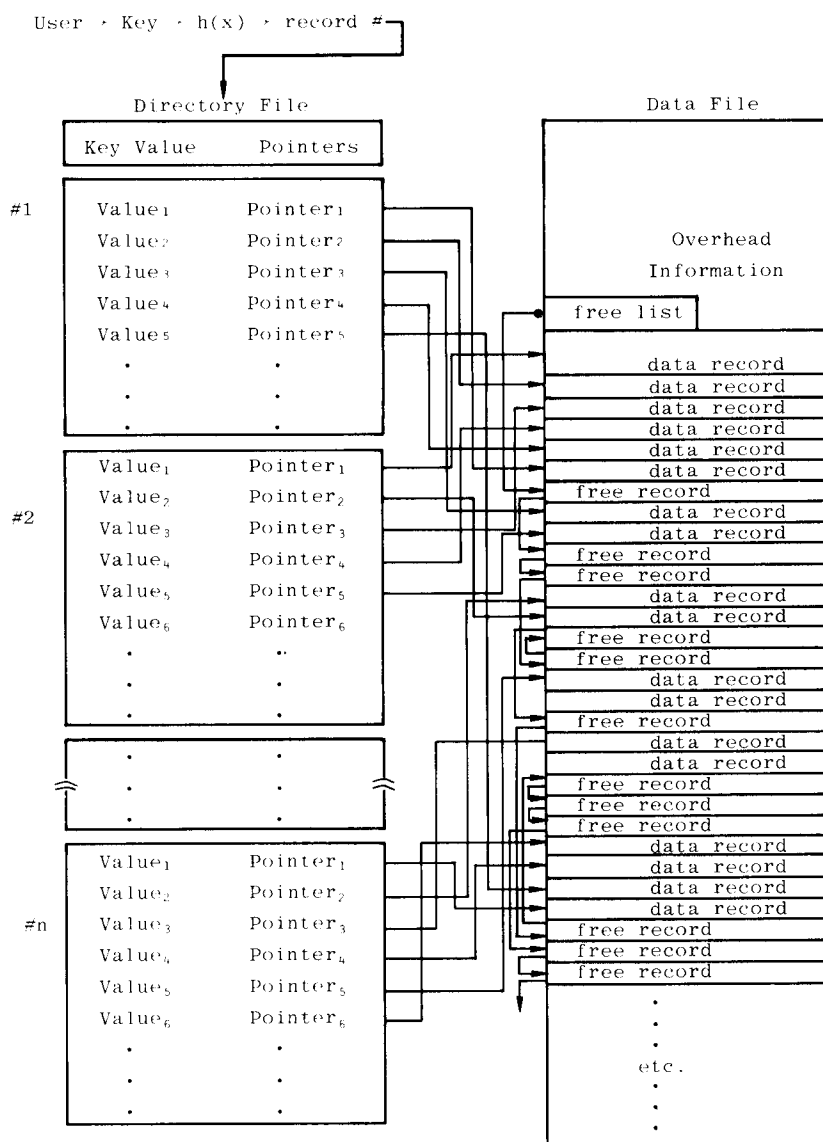 User → Key → h(x) → record #
Directory File
Key Value Pointers
#1
Value₁ Pointer₁
Value₂ Pointer₂
Value₃ Pointer₃
Value₄ Pointer₄
Value₅ Pointer₅
#2
Value₁ Pointer₁
Value₂ Pointer₂
Value₃ Pointer₃
Value₄ Pointer₄
Value₅ Pointer₅
Value₆ Pointer₆
#n
Value₁ Pointer₁
Value₂ Pointer₂
Value₃ Pointer₃
Value₄ Pointer₄
Value₅ Pointer₅
Value₆ Pointer₆
Data File
Overhead
Information
free list
data record
data record
data record
data record
data record
data record
free record
data record
data record
free record
free record
data record
data record
free record
free record
data record
data record
free record
data record
data record
free record
free record
free record
data record
data record
data record
data record
free record
free record
free record
etc.